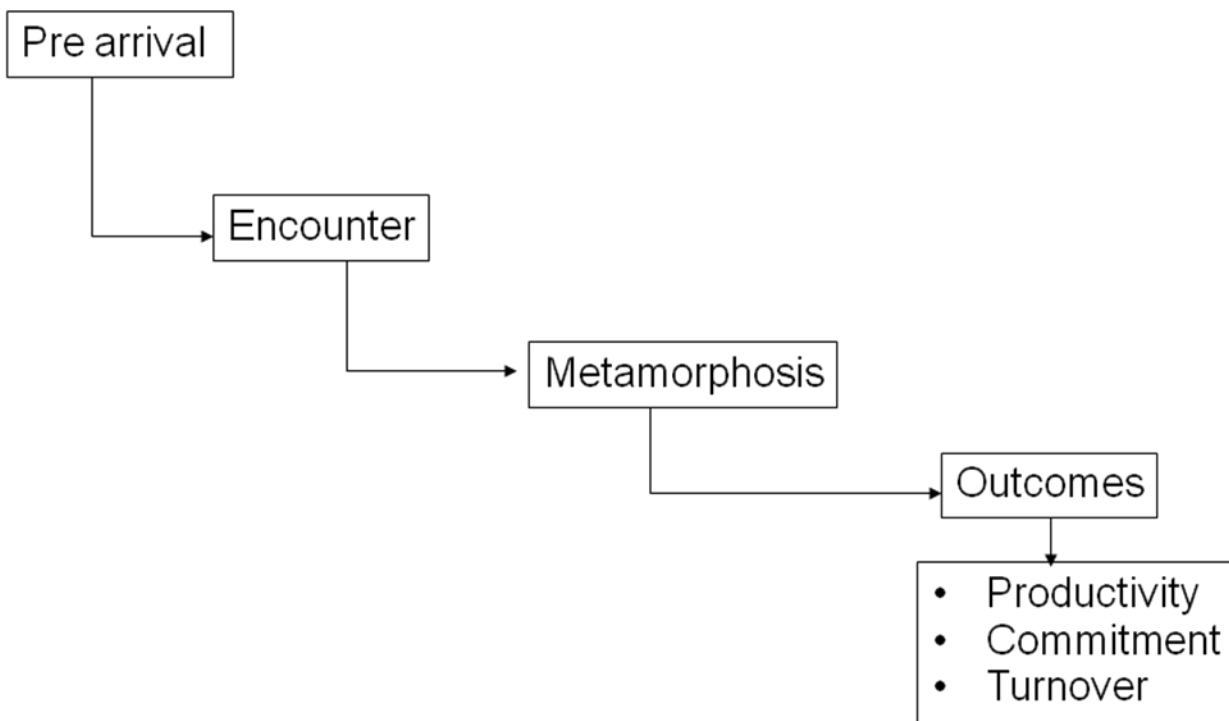 Pre arrival
Encounter
Metamorphosis
Outcomes
• Productivity
• Commitment
• Turnover